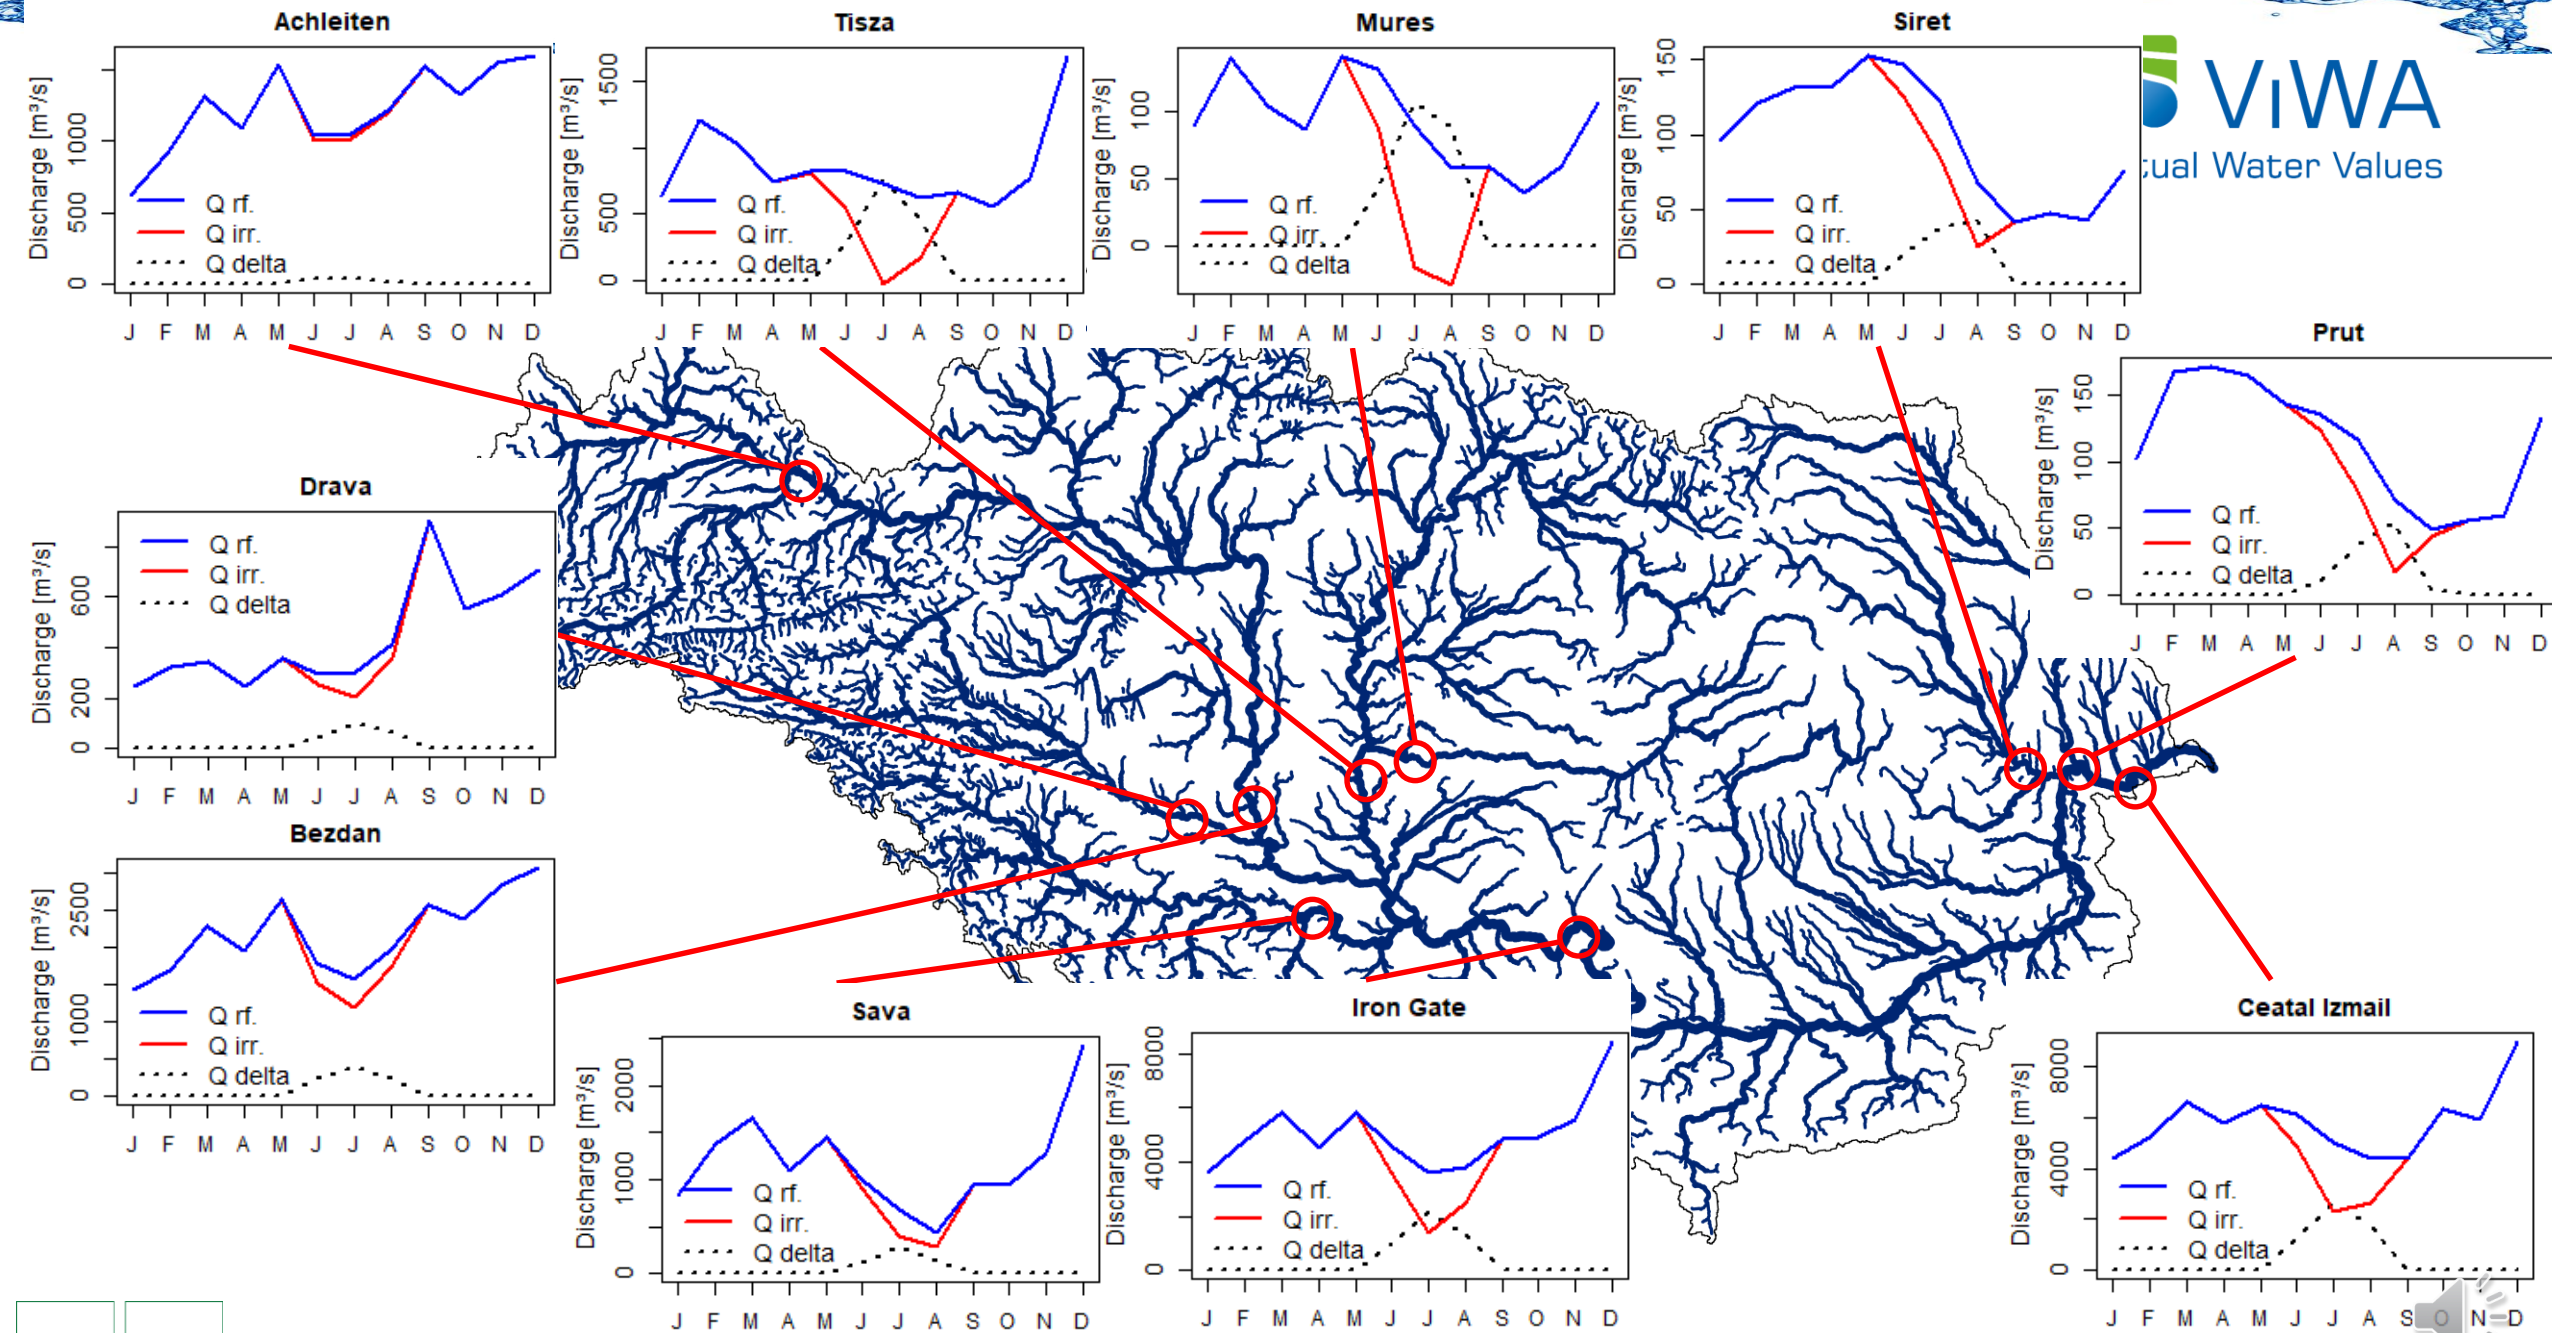 Achleiten
Discharge [m³/s]
0 500 1000
Q rf.
Q irr.
Q delta
J F M A M J J A S O N D
Tisza
Discharge [m³/s]
0 500 1500
Q rf.
Q irr.
Q delta
J F M A M J J A S O N D
Mures
Discharge [m³/s]
0 50 100
Q rf.
Q irr.
Q delta
J F M A M J J A S O N D
Siret
Discharge [m³/s]
0 50 100 150
Q rf.
Q irr.
Q delta
J F M A M J J A S O N D
ViWA
tual Water Values
Prut
Discharge [m³/s]
0 50 100 150
Q rf.
Q irr.
Q delta
J F M A M J J A S O N D
Drava
Discharge [m³/s]
0 200 600
Q rf.
Q irr.
Q delta
J F M A M J J A S O N D
Bezdan
Discharge [m³/s]
0 1000 2500
Q rf.
Q irr.
Q delta
J F M A M J J A S O N D
Sava
Discharge [m³/s]
0 1000 2000
Q rf.
Q irr.
Q delta
J F M A M J J A S O N D
Iron Gate
Discharge [m³/s]
0 4000 8000
Q rf.
Q irr.
Q delta
J F M A M J J A S O N D
Ceatal Izmail
Discharge [m³/s]
0 4000 8000
Q rf.
Q irr.
Q delta
J F M A M J J A S O N D